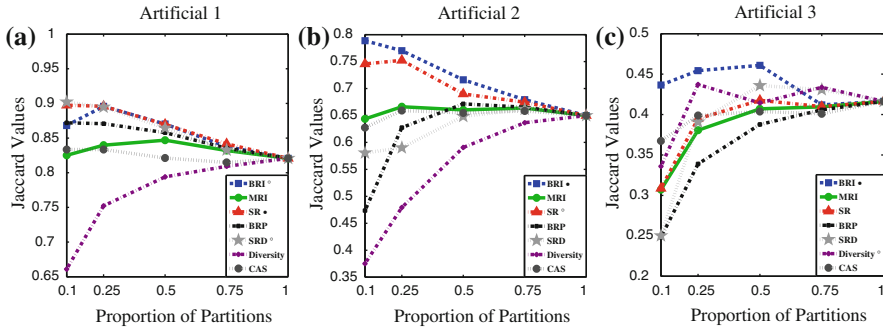 Artificial 1
(a)
Jaccard Values
1
0.95
0.9
0.85
0.8
0.75
0.7
0.65
0.1 0.25 0.5 0.75 1
Proportion of Partitions
BRI °
MRI
SR •
BRP
SRD °
Diversity
CAS
Artificial 2
(b)
Jaccard Values
0.8
0.75
0.7
0.65
0.6
0.55
0.5
0.45
0.4
0.35
0.1 0.25 0.5 0.75 1
Proportion of Partitions
BRI •
MRI
SR °
BRP
SRD
Diversity
CAS
Artificial 3
(c)
Jaccard Values
0.5
0.45
0.4
0.35
0.3
0.25
0.2
0.1 0.25 0.5 0.75 1
Proportion of Partitions
BRI •
MRI
SR
BRP
SRD
Diversity °
CAS